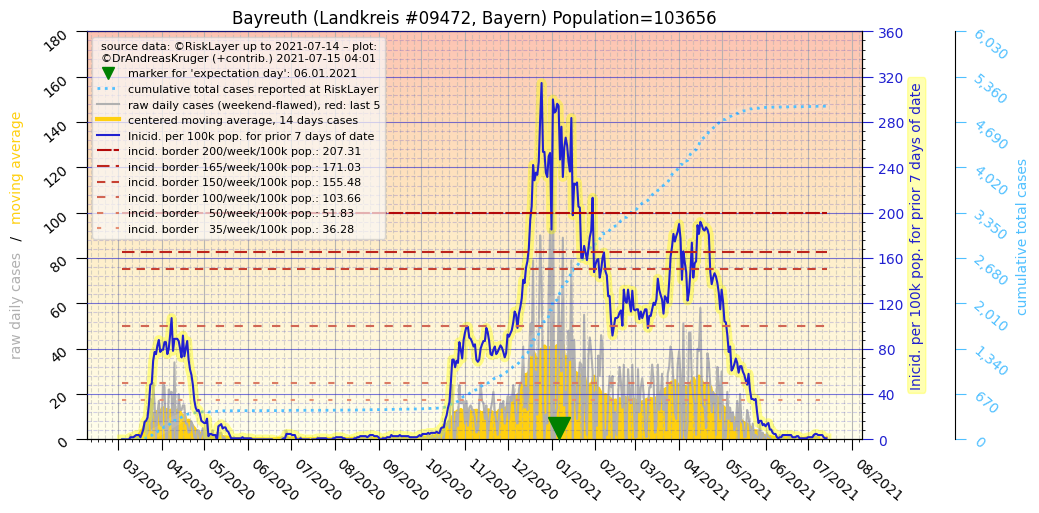 Bayreuth (Landkreis #09472, Bayern) Population=103656
source data: ©RiskLayer up to 2021-07-14 – plot:
©DrAndreasKruger (+contrib.) 2021-07-15 04:01
marker for 'expectation day': 06.01.2021
cumulative total cases reported at RiskLayer
raw daily cases (weekend-flawed), red: last 5
centered moving average, 14 days cases
Inicid. per 100k pop. for prior 7 days of date
incid. border 200/week/100k pop.: 207.31
incid. border 165/week/100k pop.: 171.03
incid. border 150/week/100k pop.: 155.48
incid. border 100/week/100k pop.: 103.66
incid. border   50/week/100k pop.: 51.83
incid. border   35/week/100k pop.: 36.28
raw daily cases  /  moving average
180
160
140
120
100
80
60
40
20
0
360
320
280
240
200
160
120
80
40
0
Inicid. per 100k pop. for prior 7 days of date
6,030
5,360
4,690
4,020
3,350
2,680
2,010
1,340
670
0
cumulative total cases
03/2020
04/2020
05/2020
06/2020
07/2020
08/2020
09/2020
10/2020
11/2020
12/2020
01/2021
02/2021
03/2021
04/2021
05/2021
06/2021
07/2021
08/2021